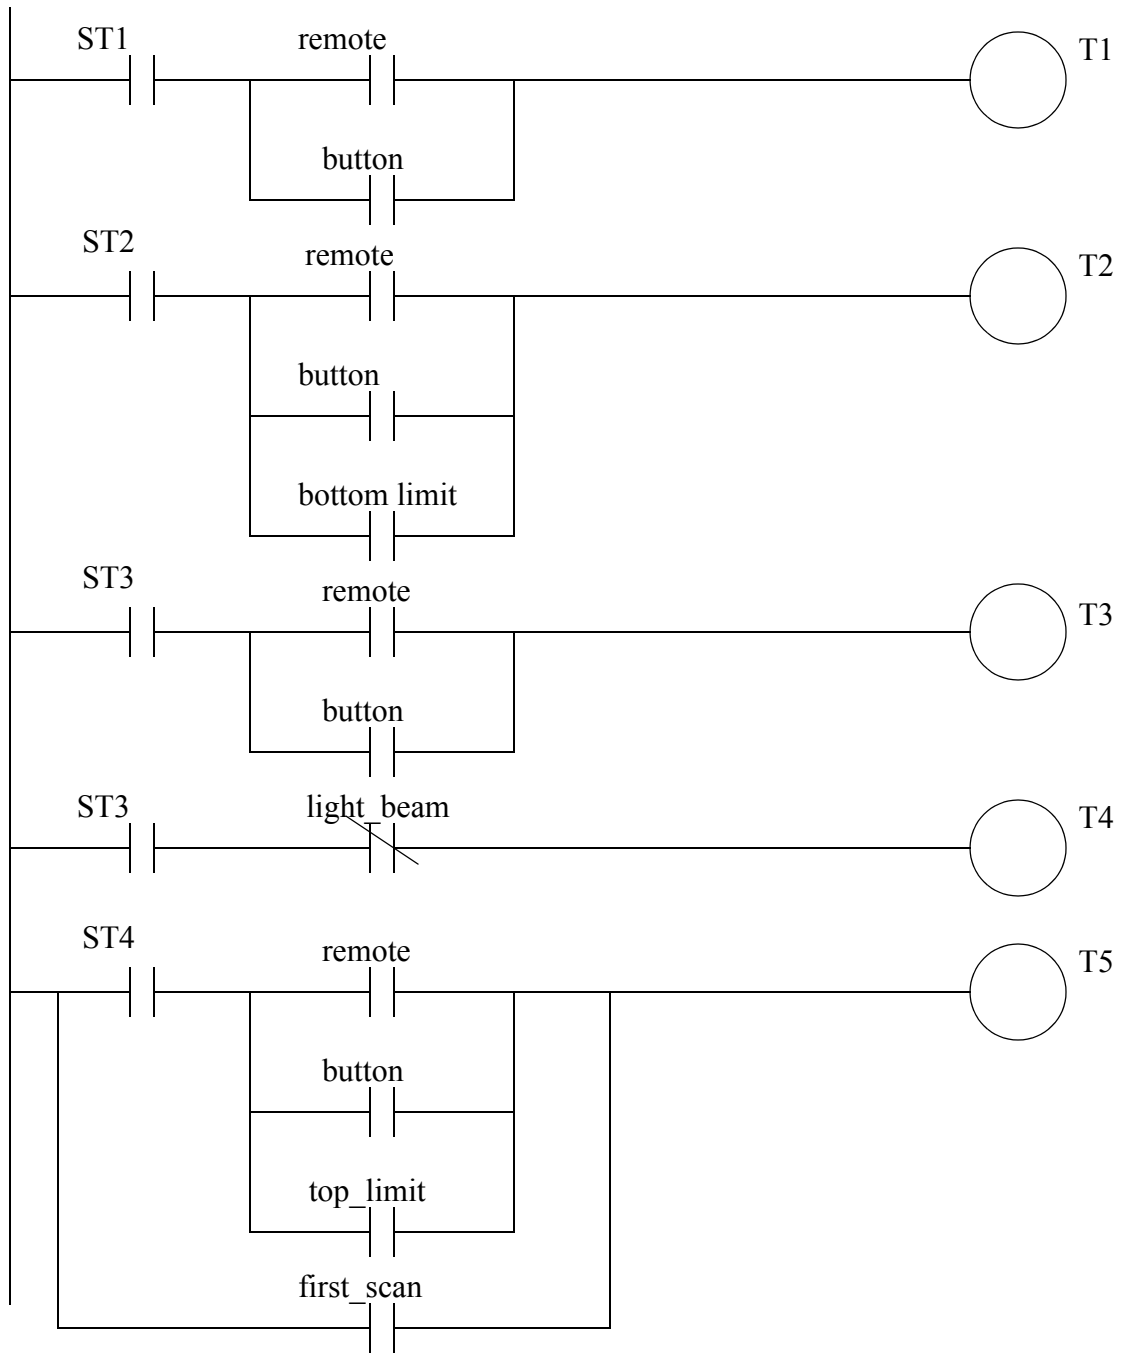 ST1
remote
T1
button
ST2
remote
T2
button
bottom limit
ST3
remote
T3
button
ST3
light_beam
T4
ST4
remote
T5
button
top_limit
first_scan